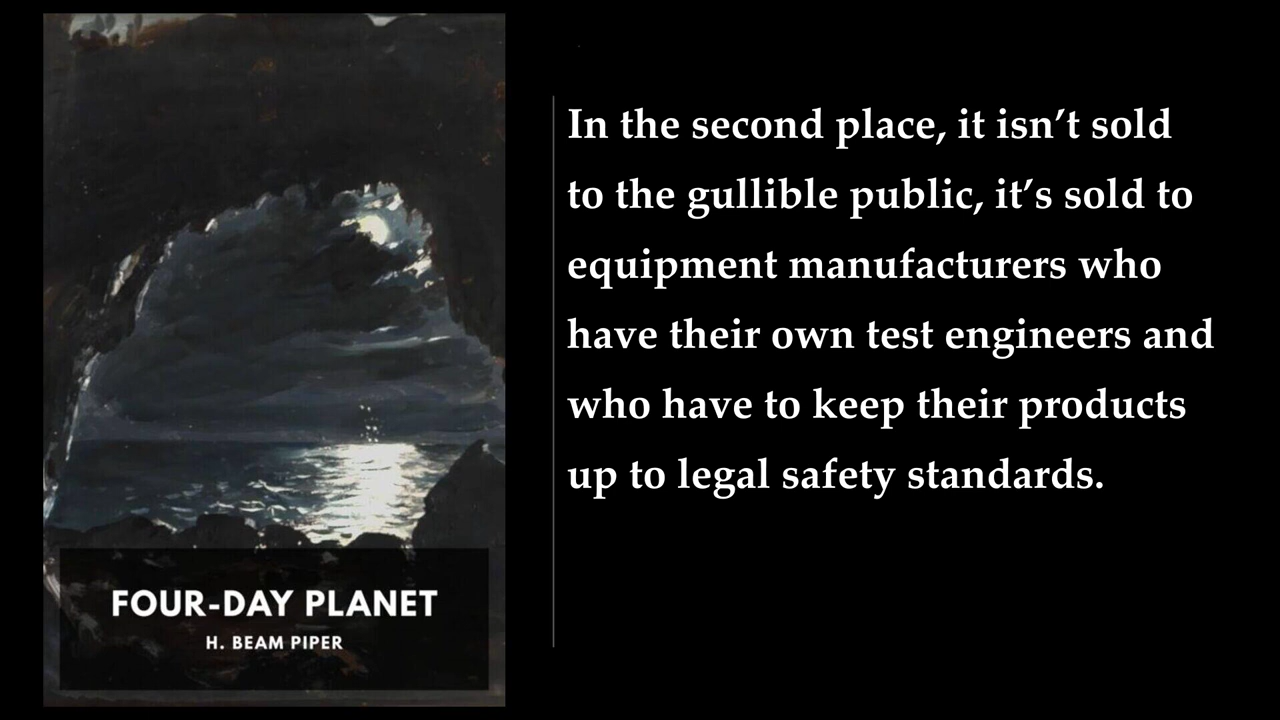 In the second place, it isn’t sold
to the gullible public, it’s sold to
equipment manufacturers who
have their own test engineers and
who have to keep their products
up to legal safety standards.
FOUR-DAY PLANET
H. BEAM PIPER